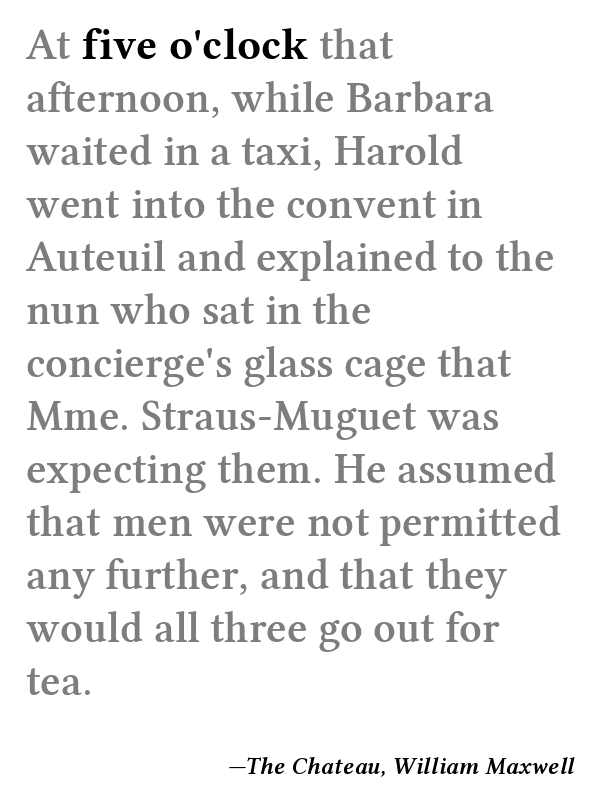 At five o'clock that
afternoon, while Barbara
waited in a taxi, Harold
went into the convent in
Auteuil and explained to the
nun who sat in the
concierge's glass cage that
Mme. Straus-Muguet was
expecting them. He assumed
that men were not permitted
any further, and that they
would all three go out for
tea.
—The Chateau, William Maxwell